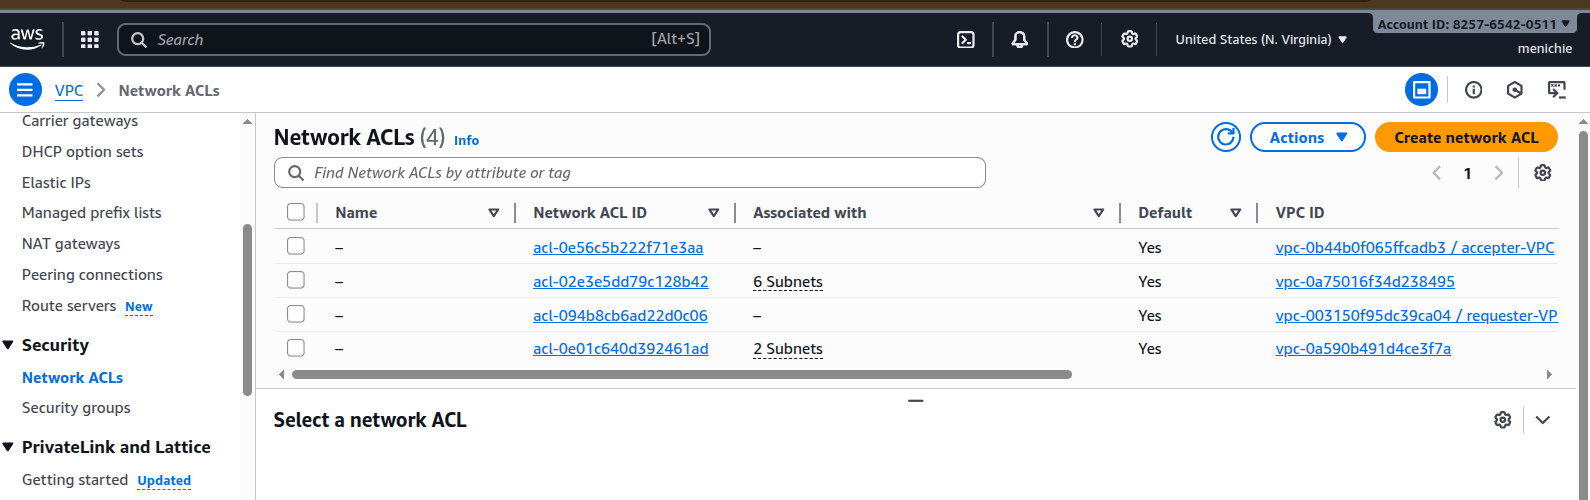 aws
Search
[Alt+S]
United States (N. Virginia)
Account ID: 8257-6542-0511
menichie
VPC
Network ACLs
Carrier gateways
DHCP option sets
Elastic IPs
Managed prefix lists
NAT gateways
Peering connections
Route servers New
Security
Network ACLs
Security groups
PrivateLink and Lattice
Getting started Updated
Network ACLs (4) Info
Actions
Create network ACL
Find Network ACLs by attribute or tag
1
Name Network ACL ID Associated with Default VPC ID
– acl-0e56c5b222f71e3aa – Yes vpc-0b44b0f065ffcadb3 / accepter-VPC
– acl-02e3e5dd79c128b42 6 Subnets Yes vpc-0a75016f34d238495
– acl-094b8cb6ad22d0c06 – Yes vpc-003150f95dc39ca04 / requester-VP
– acl-0e01c640d392461ad 2 Subnets Yes vpc-0a590b491d4ce3f7a
Select a network ACL